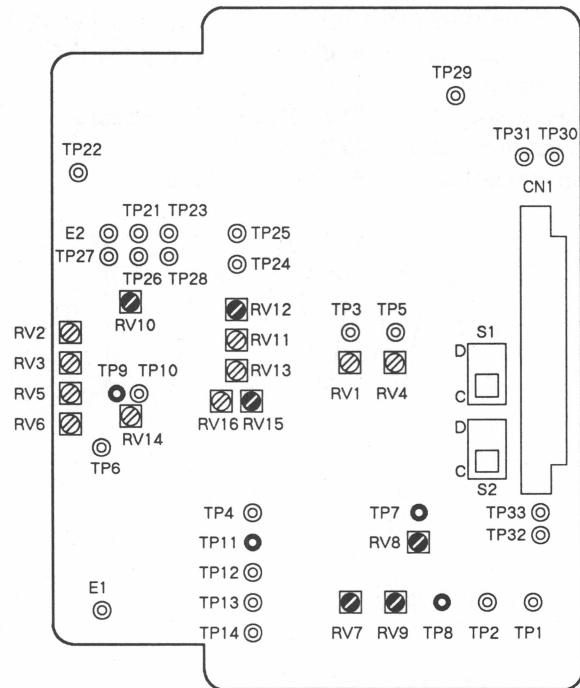 TP29
TP31 TP30
TP22
CN1
TP21 TP23
E2
TP25
TP27
TP24
TP26 TP28
RV10
RV12
RV2
TP3 TP5
S1
RV11
D
RV3
RV13
TP9 TP10
RV1 RV4
RV5
C
RV6
RV14
RV16 RV15
D
TP6
C
S2
TP4
TP7
TP33
TP11
RV8
TP32
TP12
E1
TP13
TP14
RV7 RV9 TP8 TP2 TP1